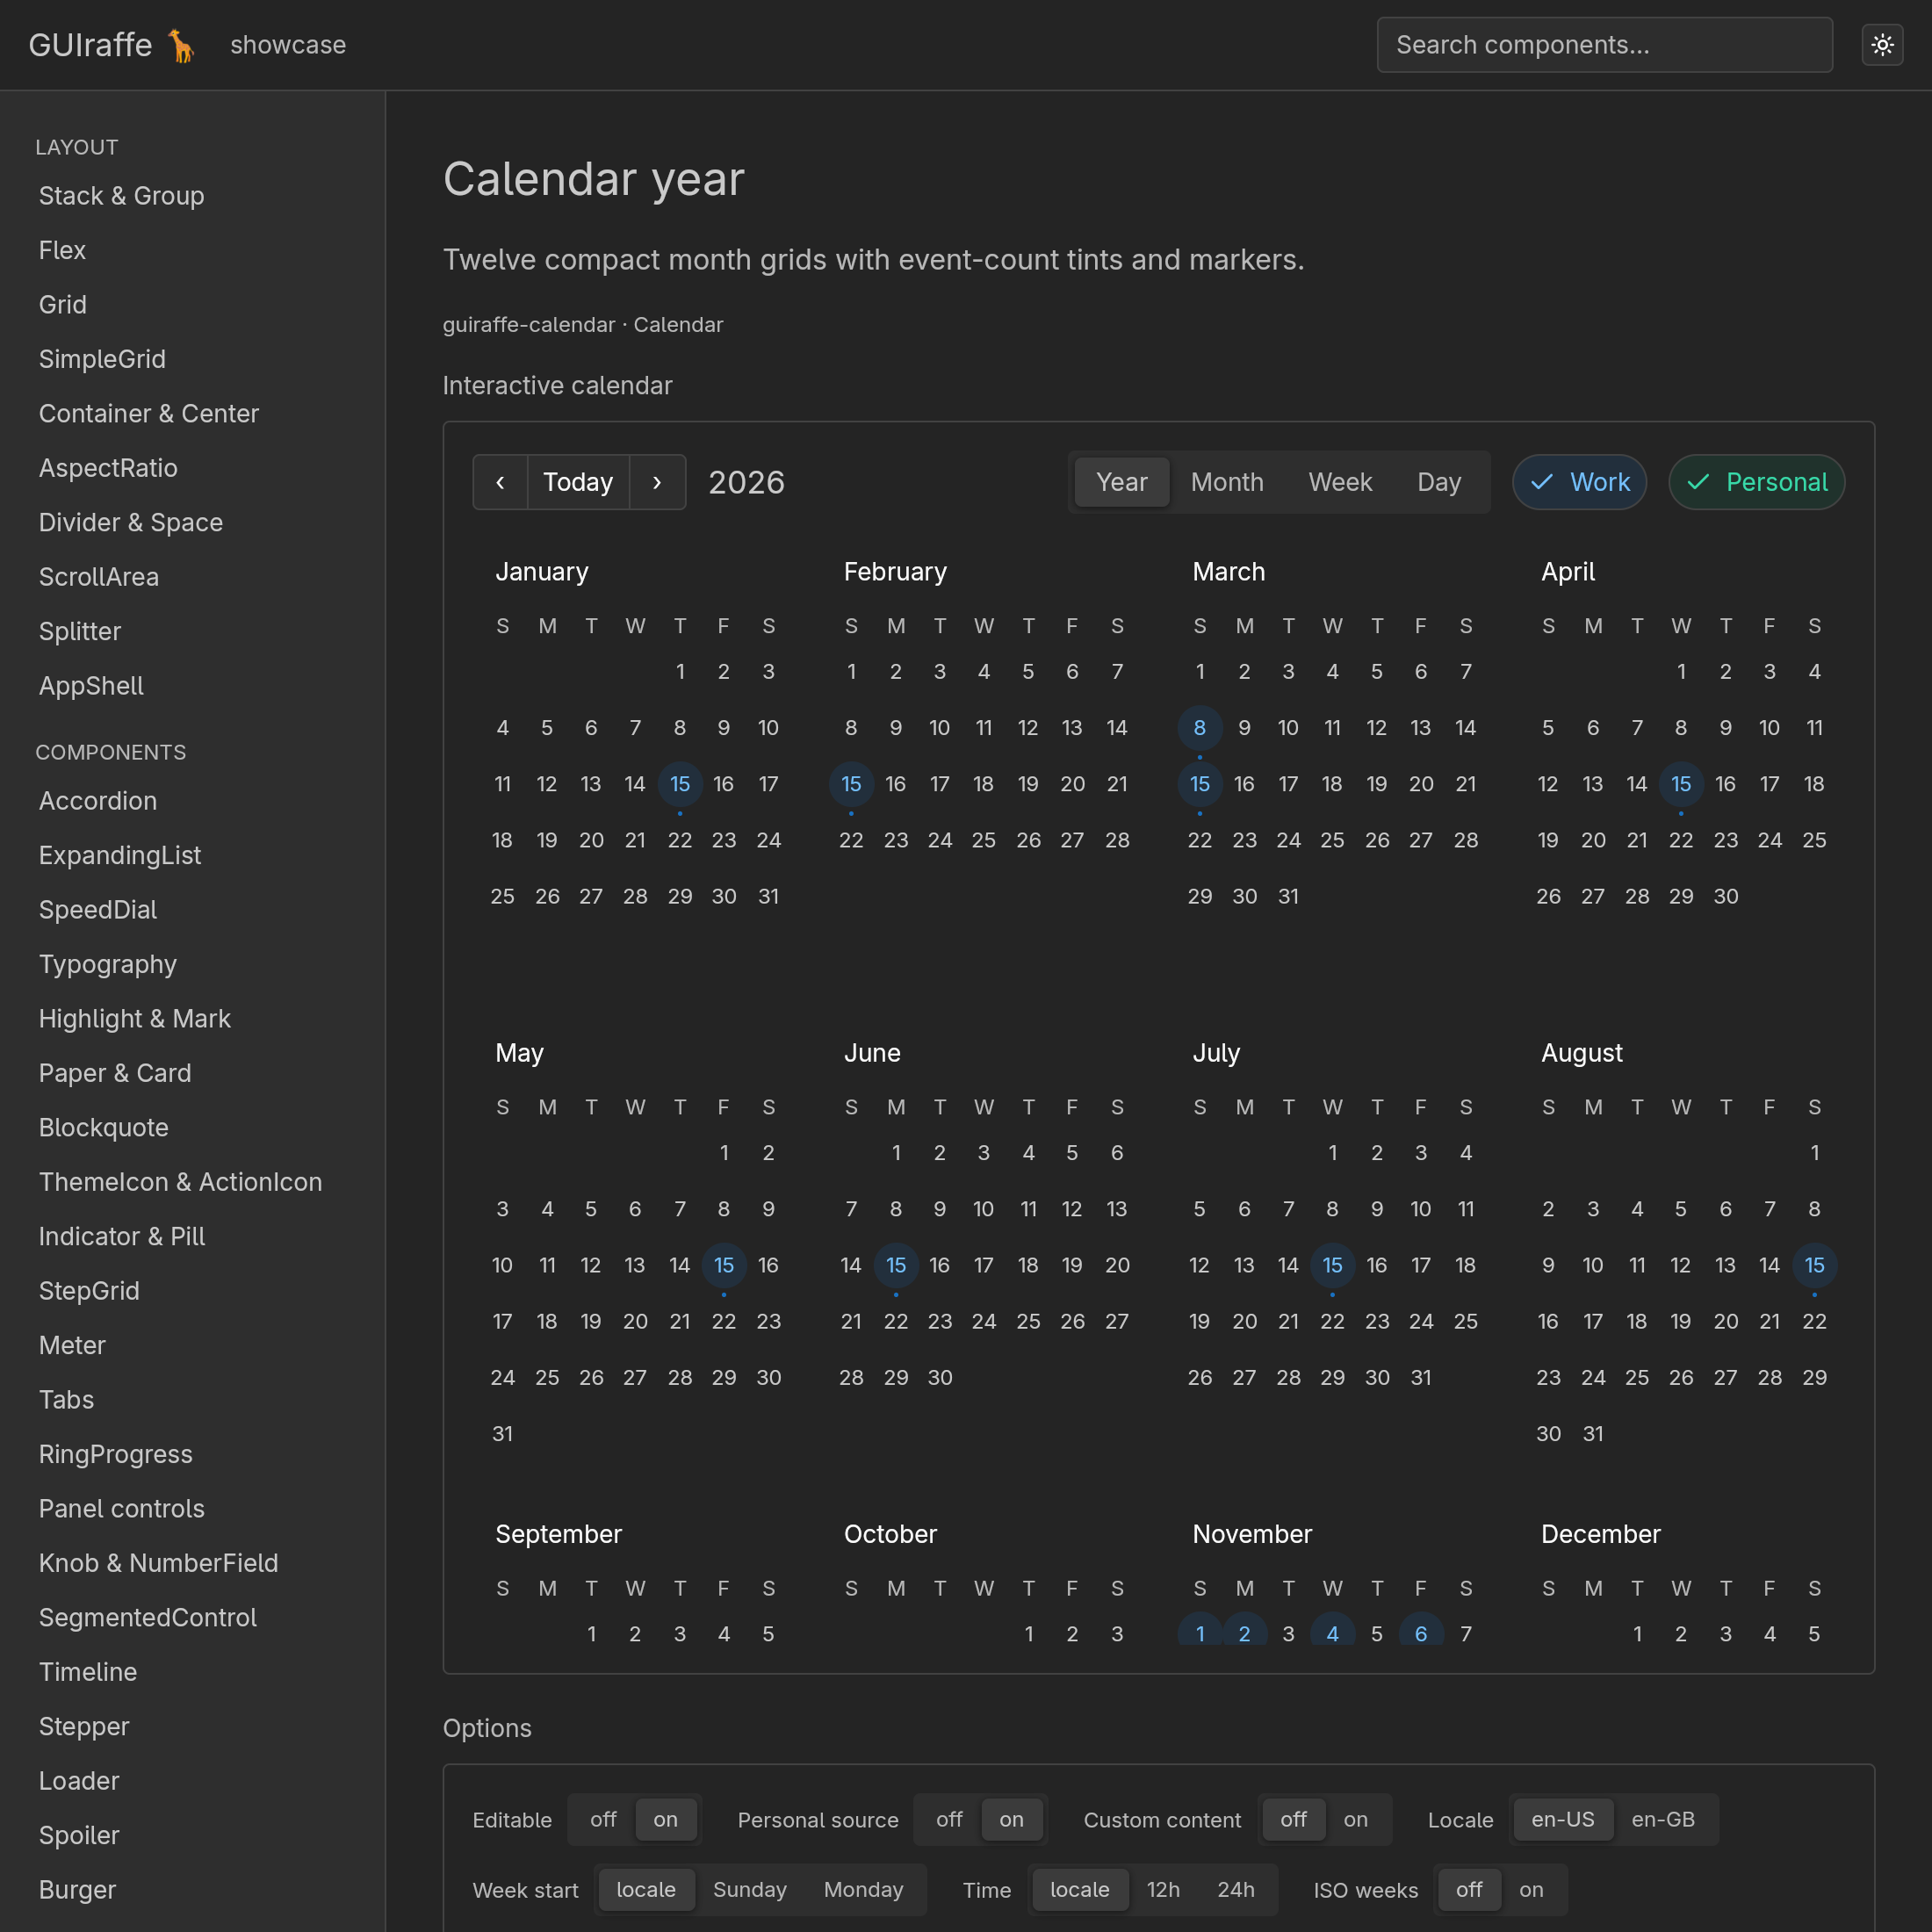 GUIraffe showcase Search components...
LAYOUT
Stack & Group
Flex
Grid
SimpleGrid
Container & Center
AspectRatio
Divider & Space
ScrollArea
Splitter
AppShell
COMPONENTS
Accordion
ExpandingList
SpeedDial
Typography
Highlight & Mark
Paper & Card
Blockquote
ThemeIcon & ActionIcon
Indicator & Pill
StepGrid
Meter
Tabs
RingProgress
Panel controls
Knob & NumberField
SegmentedControl
Timeline
Stepper
Loader
Spoiler
Burger
Calendar year
Twelve compact month grids with event-count tints and markers.
guiraffe-calendar · Calendar
Interactive calendar
‹ Today › 2026 Year Month Week Day Work Personal
January February March April
S M T W T F S S M T W T F S S M T W T F S S M T W T F S
1 2 3 1 2 3 4 5 6 7 1 2 3 4 5 6 7 1 2 3 4
4 5 6 7 8 9 10 8 9 10 11 12 13 14 8 9 10 11 12 13 14 5 6 7 8 9 10 11
11 12 13 14 15 16 17 15 16 17 18 19 20 21 15 16 17 18 19 20 21 12 13 14 15 16 17 18
18 19 20 21 22 23 24 22 23 24 25 26 27 28 22 23 24 25 26 27 28 19 20 21 22 23 24 25
25 26 27 28 29 30 31 29 30 31 26 27 28 29 30
May June July August
S M T W T F S S M T W T F S S M T W T F S S M T W T F S
1 2 1 2 3 4 5 6 1 2 3 4 1
3 4 5 6 7 8 9 7 8 9 10 11 12 13 5 6 7 8 9 10 11 2 3 4 5 6 7 8
10 11 12 13 14 15 16 14 15 16 17 18 19 20 12 13 14 15 16 17 18 9 10 11 12 13 14 15
17 18 19 20 21 22 23 21 22 23 24 25 26 27 19 20 21 22 23 24 25 16 17 18 19 20 21 22
24 25 26 27 28 29 30 28 29 30 26 27 28 29 30 31 23 24 25 26 27 28 29
31 30 31
September October November December
S M T W T F S S M T W T F S S M T W T F S S M T W T F S
1 2 3 4 5 1 2 3 1 2 3 4 5 6 7 1 2 3 4 5
Options
Editable off on Personal source off on Custom content off on Locale en-US en-GB
Week start locale Sunday Monday Time locale 12h 24h ISO weeks off on